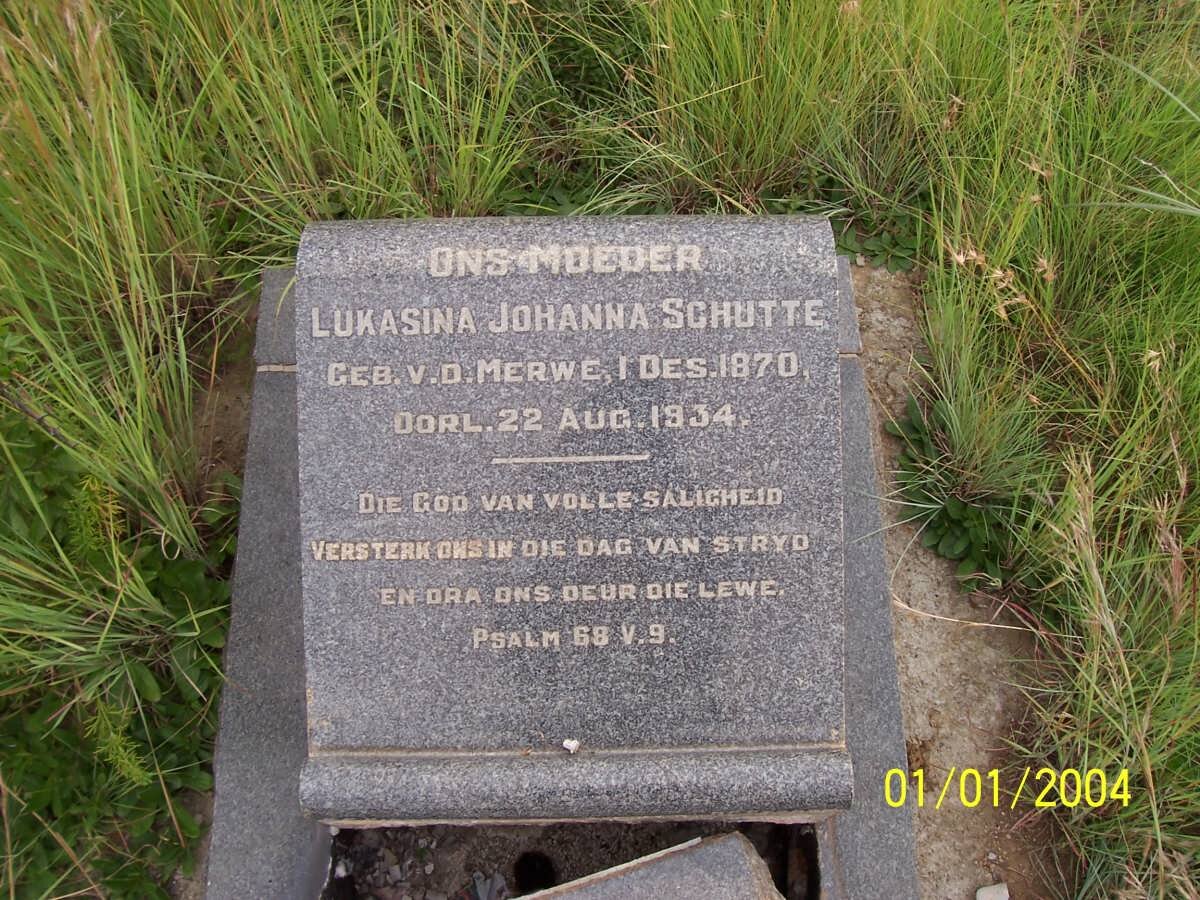 ONS MOEDER
LUKASINA JOHANNA SCHUTTE
GEB. V.D. MERWE, 1 DES. 1870,
OORL. 22 AUG. 1934.
DIE GOD VAN VOLLE SALIGHEID
VERSTERK ONS IN DIE DAG VAN STRYD
EN DRA ONS DEUR DIE LEWE.
PSALM 68 V. 9.
01/01/2004